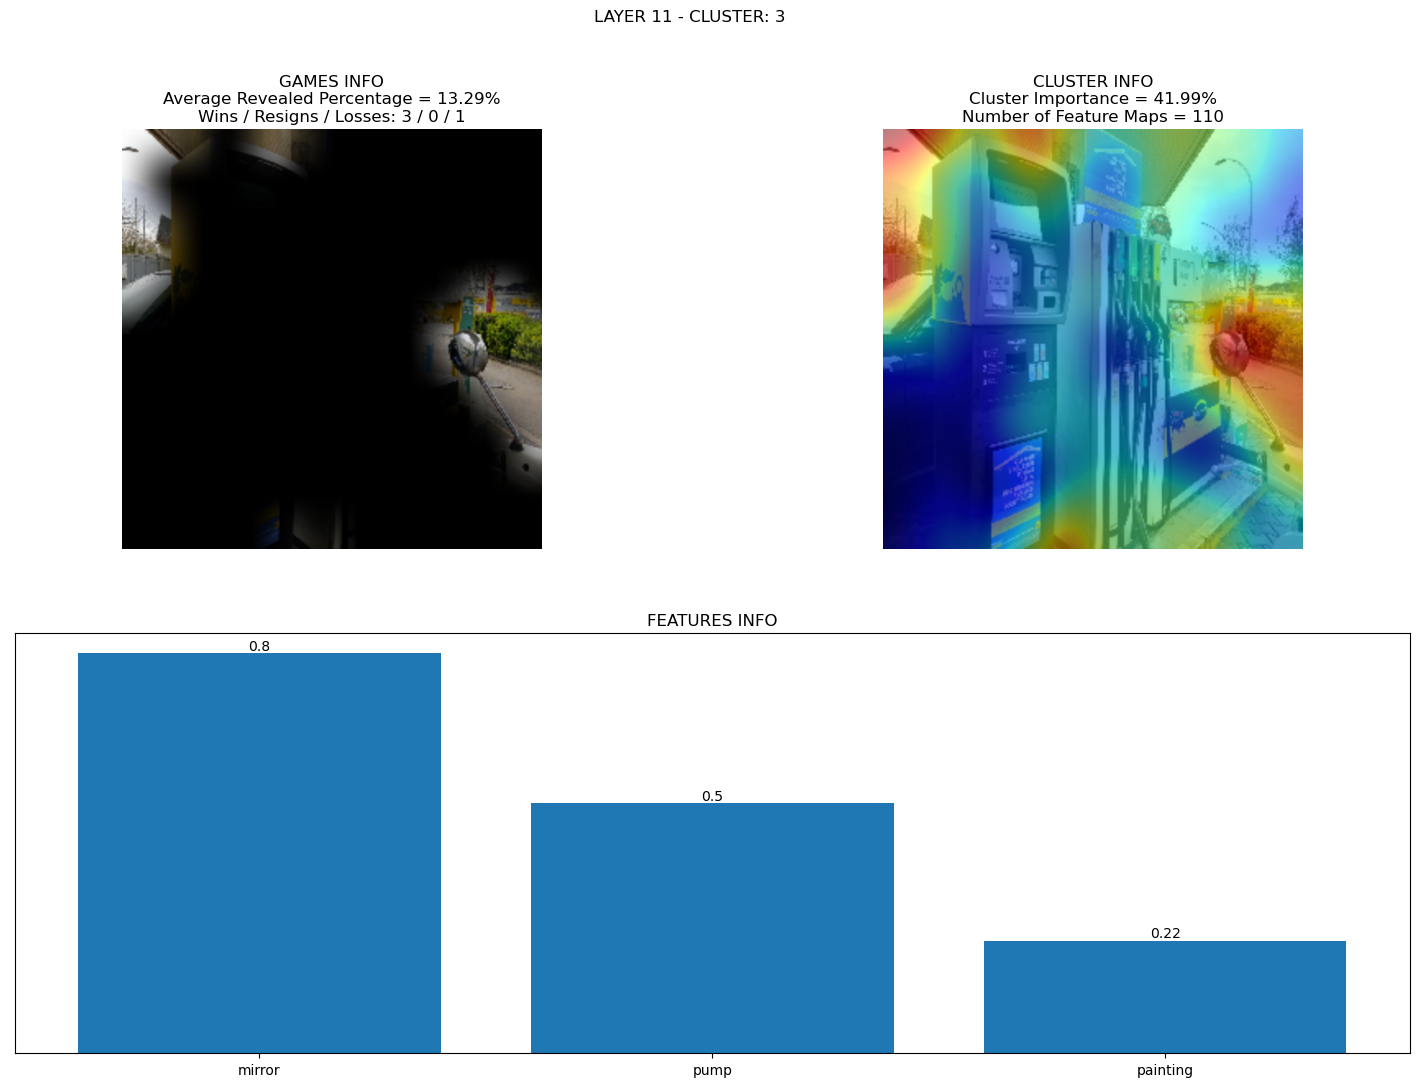 LAYER 11 - CLUSTER: 3
GAMES INFO
Average Revealed Percentage = 13.29%
Wins / Resigns / Losses: 3 / 0 / 1
CLUSTER INFO
Cluster Importance = 41.99%
Number of Feature Maps = 110
FEATURES INFO
0.8
0.5
0.22
mirror
pump
painting